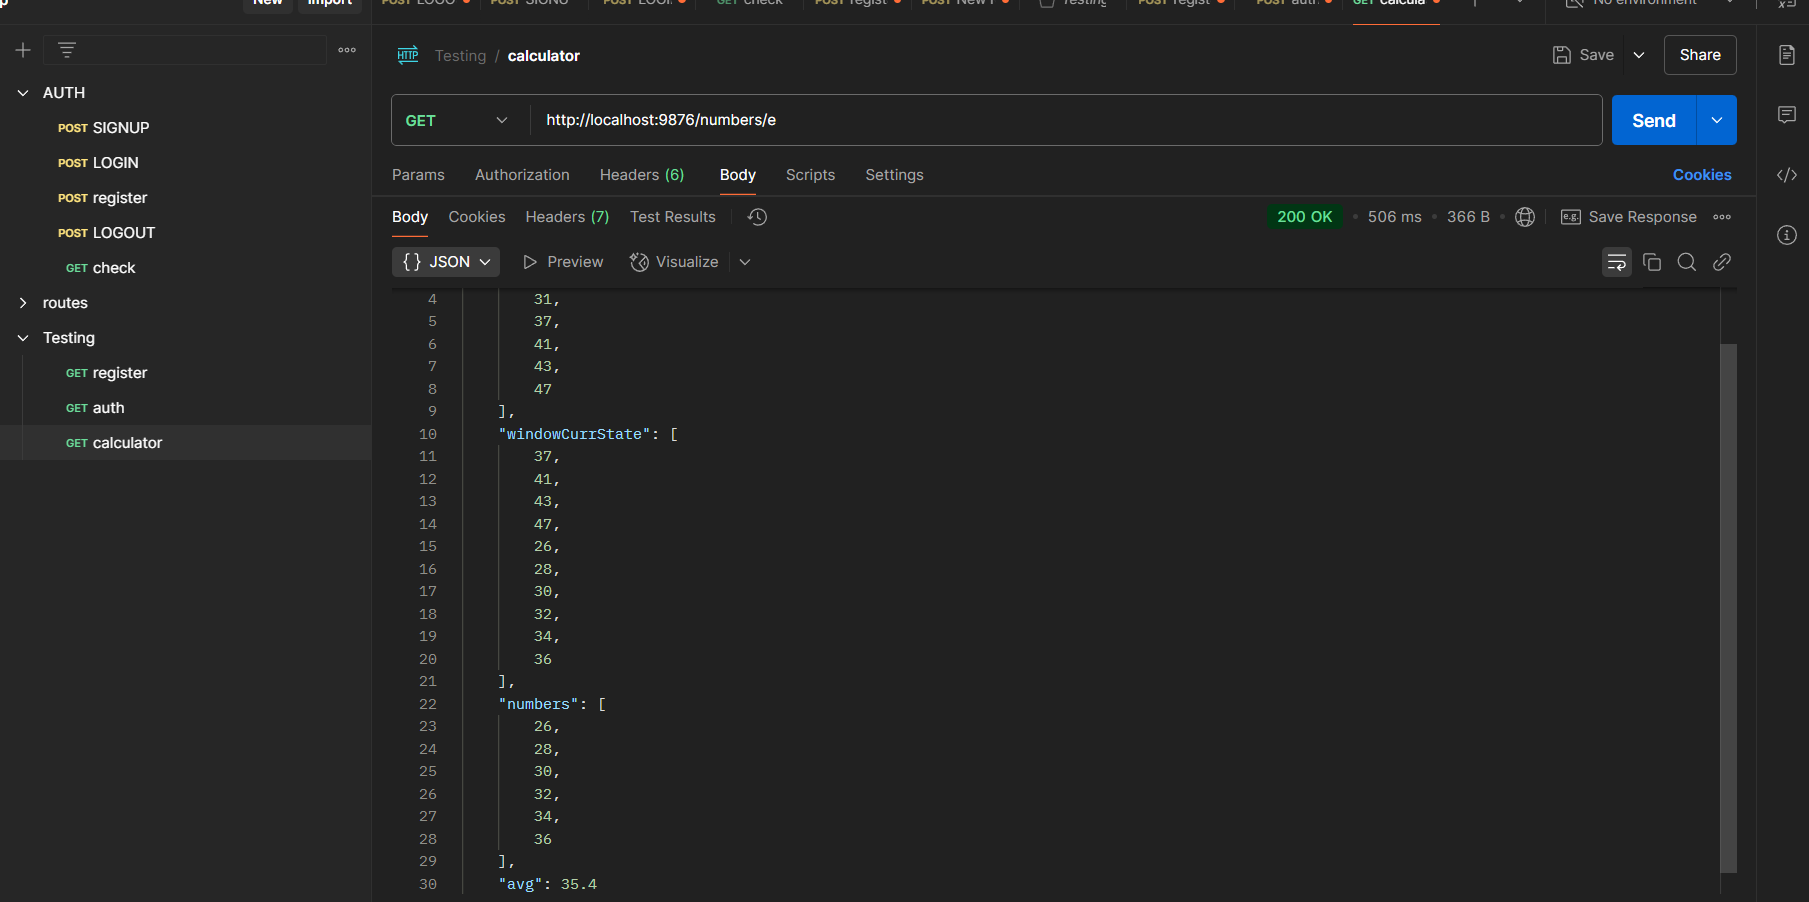 New Import
POST LOGO POST SIGNU POST check POST regist POST New R Testing POST regist POST auth GET calcula No environment
HTTP Testing / calculator Save Share
AUTH
POST SIGNUP
POST LOGIN
POST register
POST LOGOUT
GET check
routes
Testing
GET register
GET auth
GET calculator
GET http://localhost:9876/numbers/e Send
Params Authorization Headers (6) Body Scripts Settings Cookies
Body Cookies Headers (7) Test Results 200 OK • 506 ms • 366 B • e.g. Save Response
{} JSON Preview Visualize
4 31,
5 37,
6 41,
7 43,
8 47
9 ],
10 "windowCurrState": [
11 37,
12 41,
13 43,
14 47,
15 26,
16 28,
17 30,
18 32,
19 34,
20 36
21 ],
22 "numbers": [
23 26,
24 28,
25 30,
26 32,
27 34,
28 36
29 ],
30 "avg": 35.4